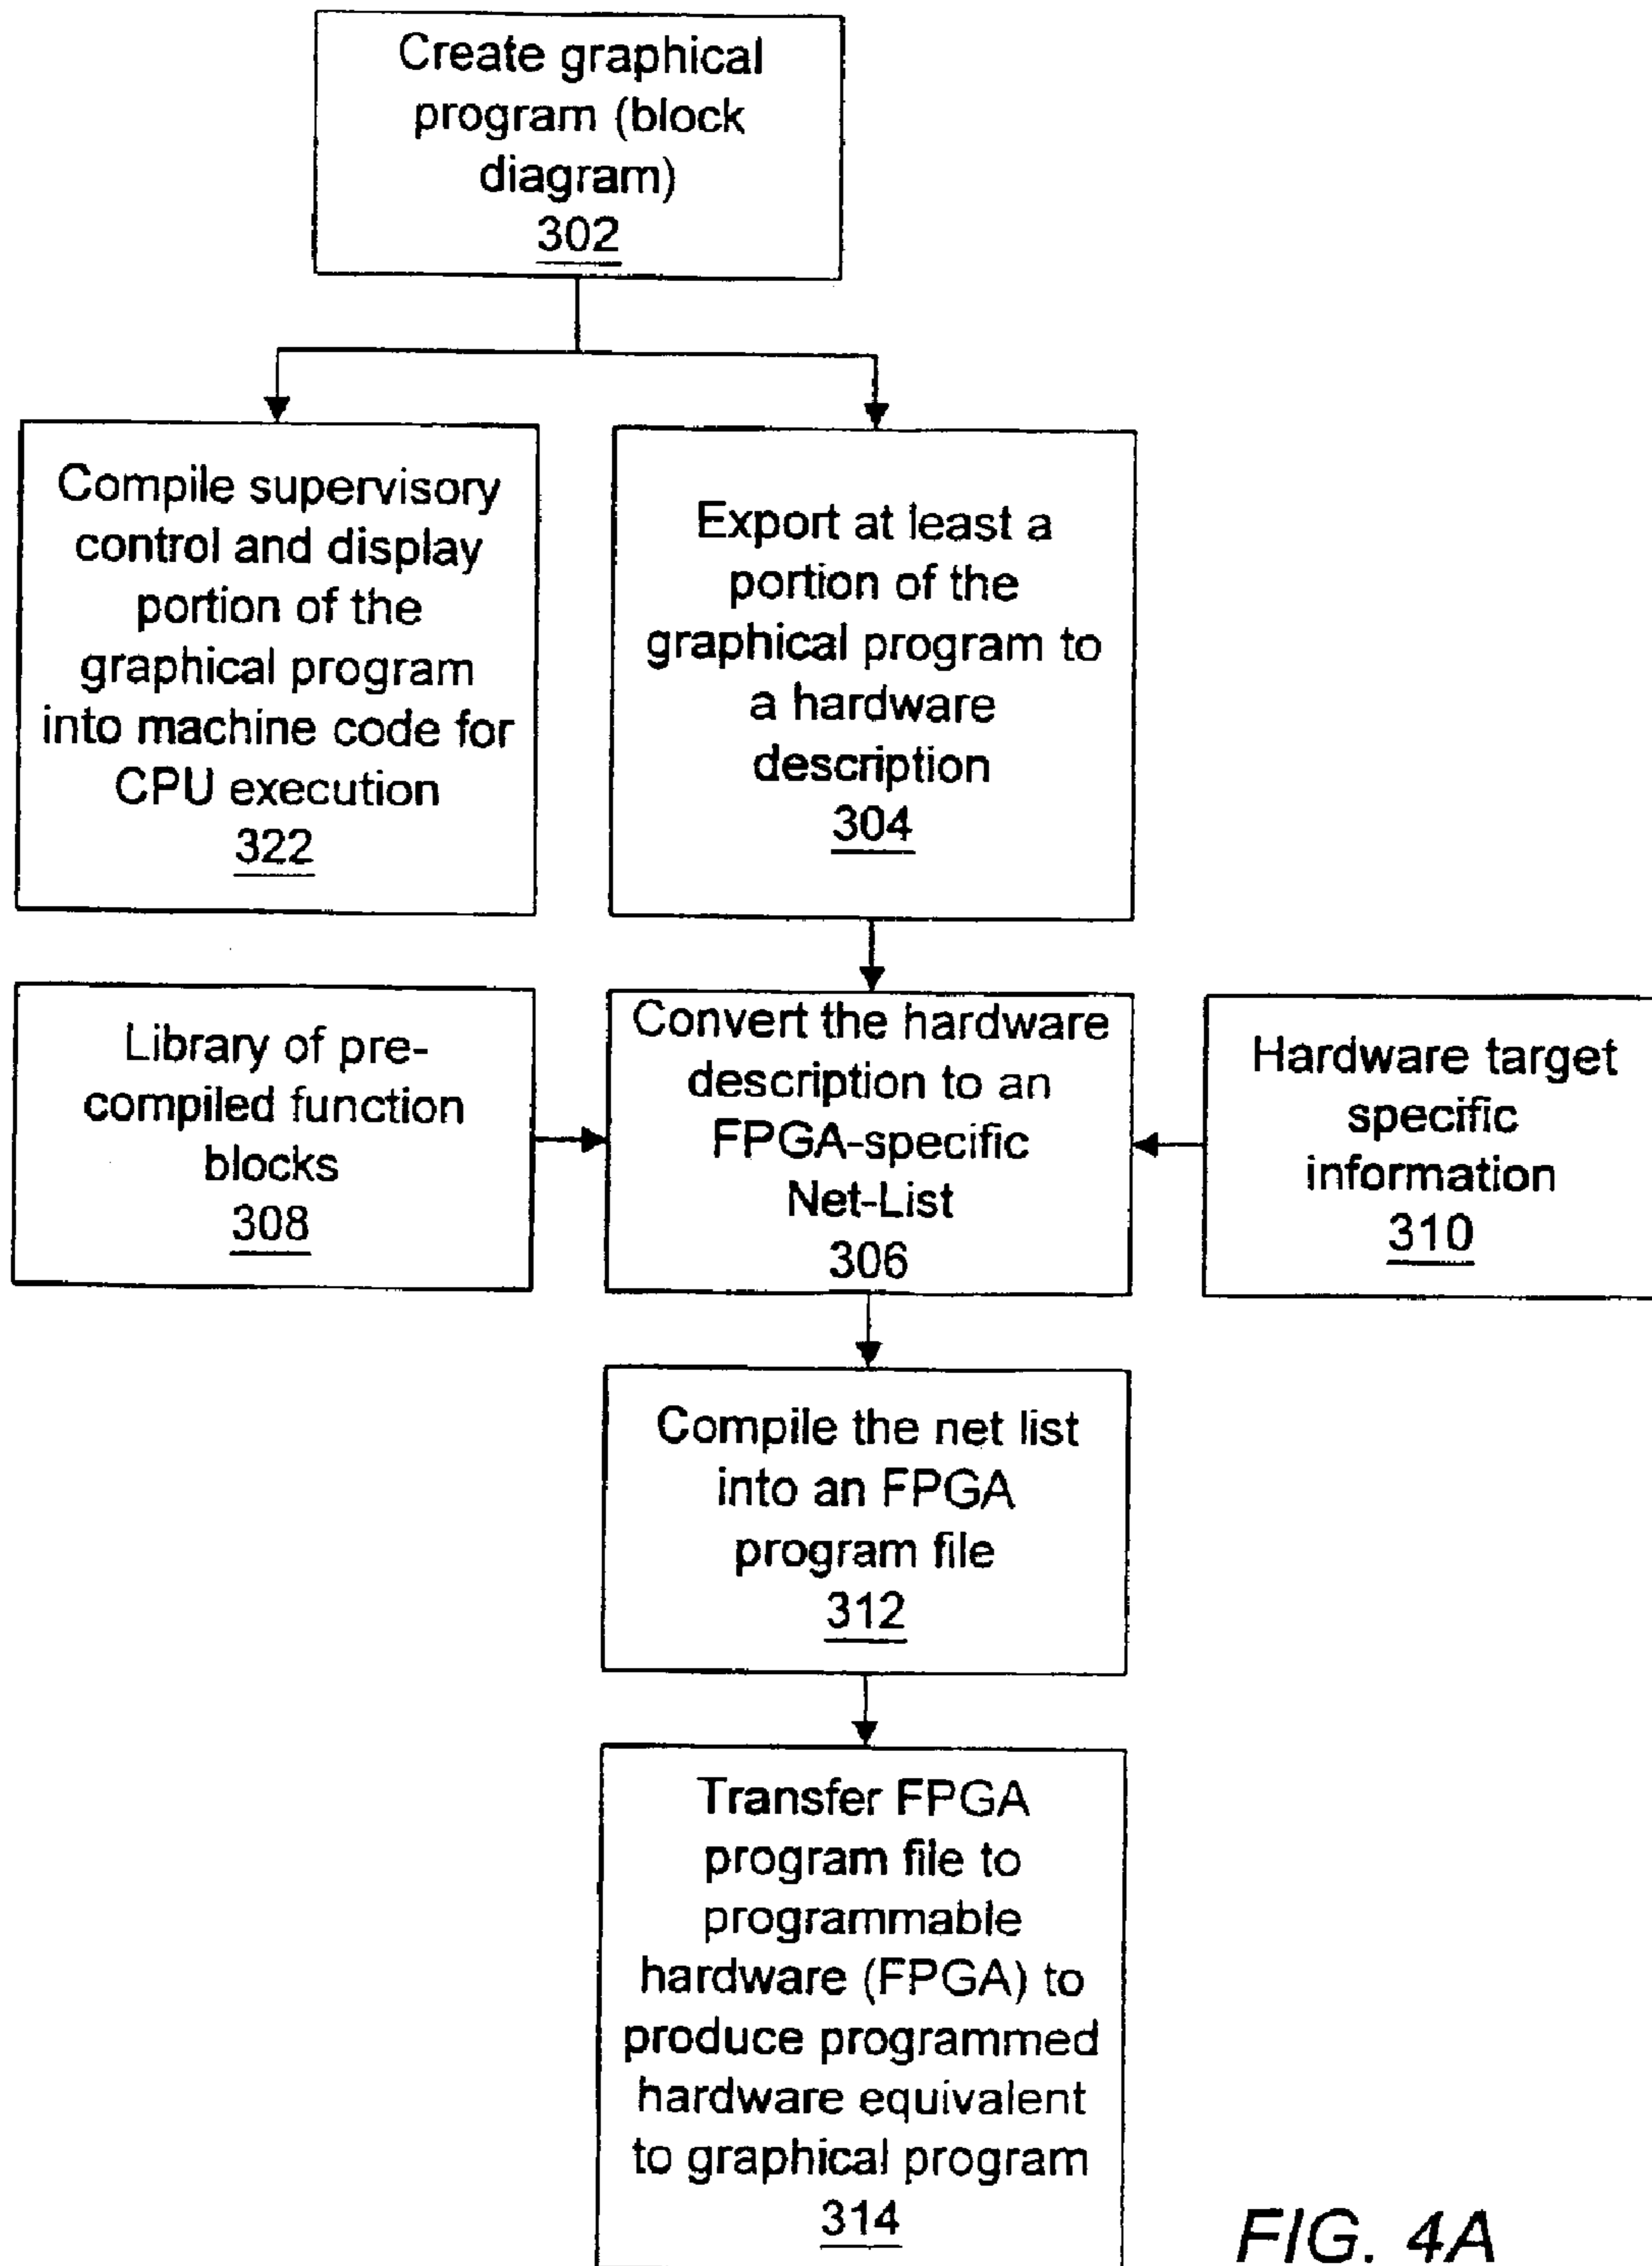 Create graphical
program (block
diagram)
302
Compile supervisory
control and display
portion of the
graphical program
into machine code for
CPU execution
322
Export at least a
portion of the
graphical program to
a hardware
description
304
Library of pre-
compiled function
blocks
308
Convert the hardware
description to an
FPGA-specific
Net-List
306
Hardware target
specific
information
310
Compile the net list
into an FPGA
program file
312
Transfer FPGA
program file to
programmable
hardware (FPGA) to
produce programmed
hardware equivalent
to graphical program
314
FIG. 4A